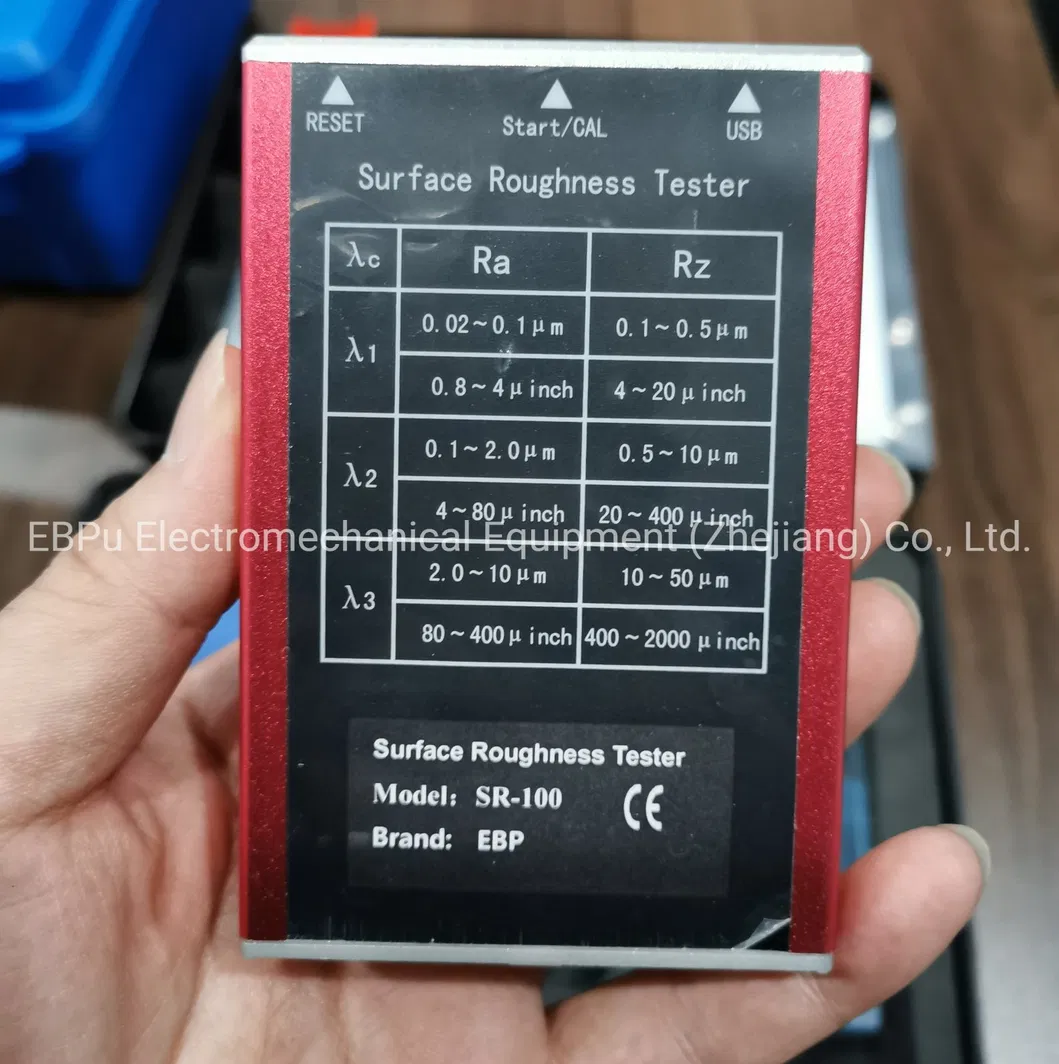 RESET Start/CAL USB
Surface Roughness Tester
λc Ra Rz
λ1 0.02~0.1μm 0.1~0.5μm
0.8~4μinch 4~20μinch
λ2 0.1~2.0μm 0.5~10μm
4~80μinch 20~400μinch
EBPu Electromechanical Equipment (Zhejiang) Co., Ltd.
λ3 2.0~10μm 10~50μm
80~400μinch 400~2000μinch
Surface Roughness Tester
Model: SR-100 CE
Brand: EBP